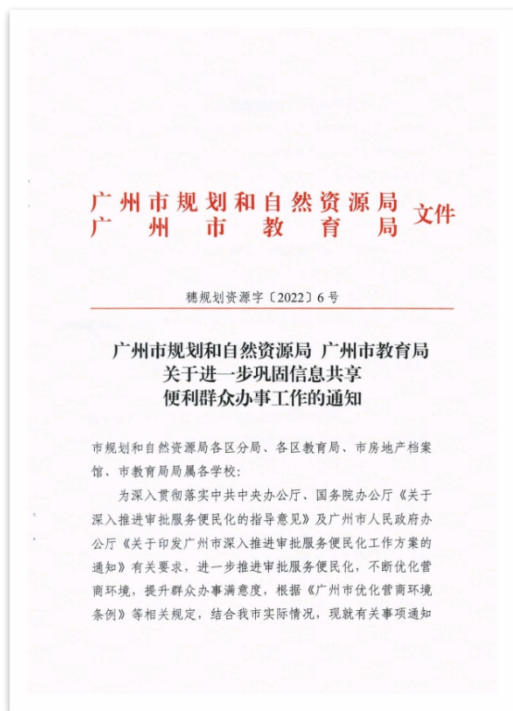 广州市规划和自然资源局
广州市教育局 文件
穗规划资源字〔2022〕6号
广州市规划和自然资源局 广州市教育局
关于进一步巩固信息共享
便利群众办事工作的通知
市规划和自然资源局各区分局、各区教育局、市房地产档案
馆、市教育局局属各学校：
为深入贯彻落实中共中央办公厅、国务院办公厅《关于
深入推进审批服务便民化的指导意见》及广州市人民政府办
公厅《关于印发广州市深入推进审批服务便民化工作方案的
通知》有关要求，进一步推进审批服务便民化，不断优化营
商环境，提升群众办事满意度，根据《广州市优化营商环境
条例》等相关规定，结合我市实际情况，现就有关事项通知